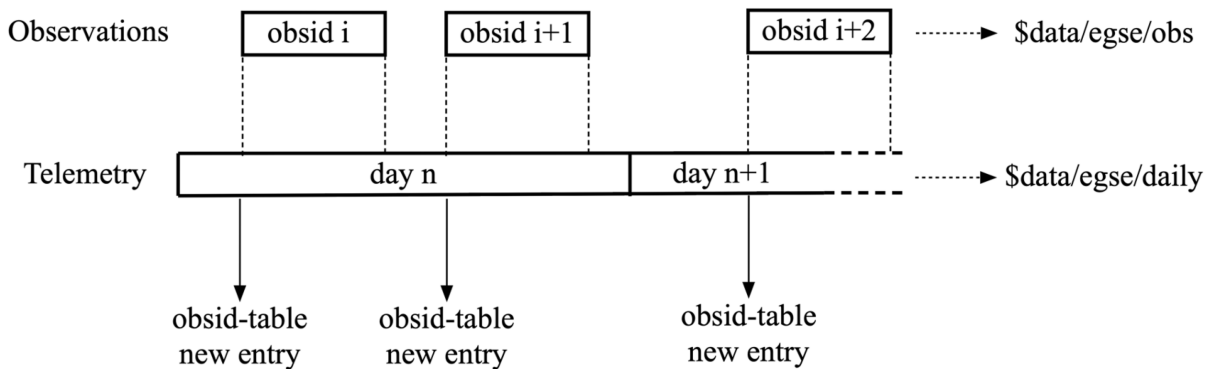 Observations
obsid i
obsid i+1
obsid i+2
$data/egse/obs
Telemetry
day n
day n+1
$data/egse/daily
obsid-table
new entry
obsid-table
new entry
obsid-table
new entry